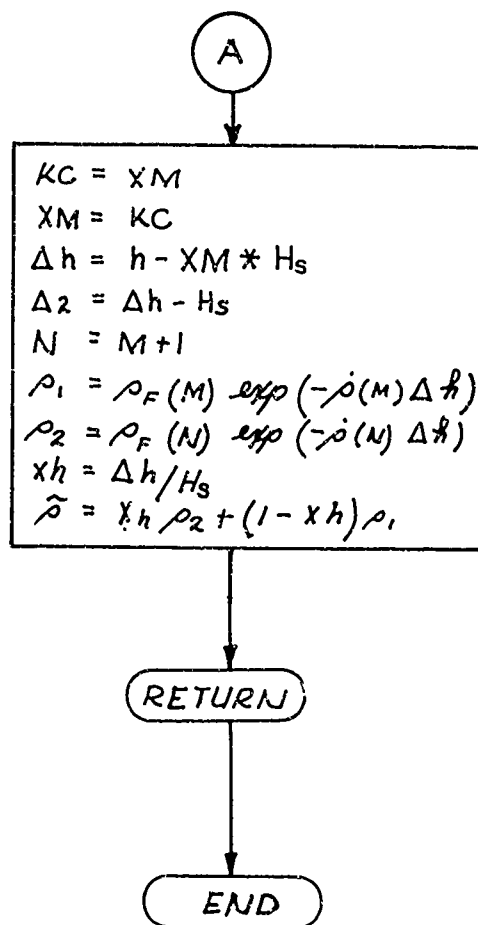 A
KC = XM
XM = KC
Δh = h - XM * Hs
Δ2 = Δh - Hs
N = M+1
ρ₁ = ρF (M) exp (-ρ̇(M) Δh)
ρ₂ = ρF (N) exp (-ρ̇(N) Δh)
xh = Δh/Hs
ρ̃ = xh ρ₂ + (1 - xh) ρ₁
RETURN
END